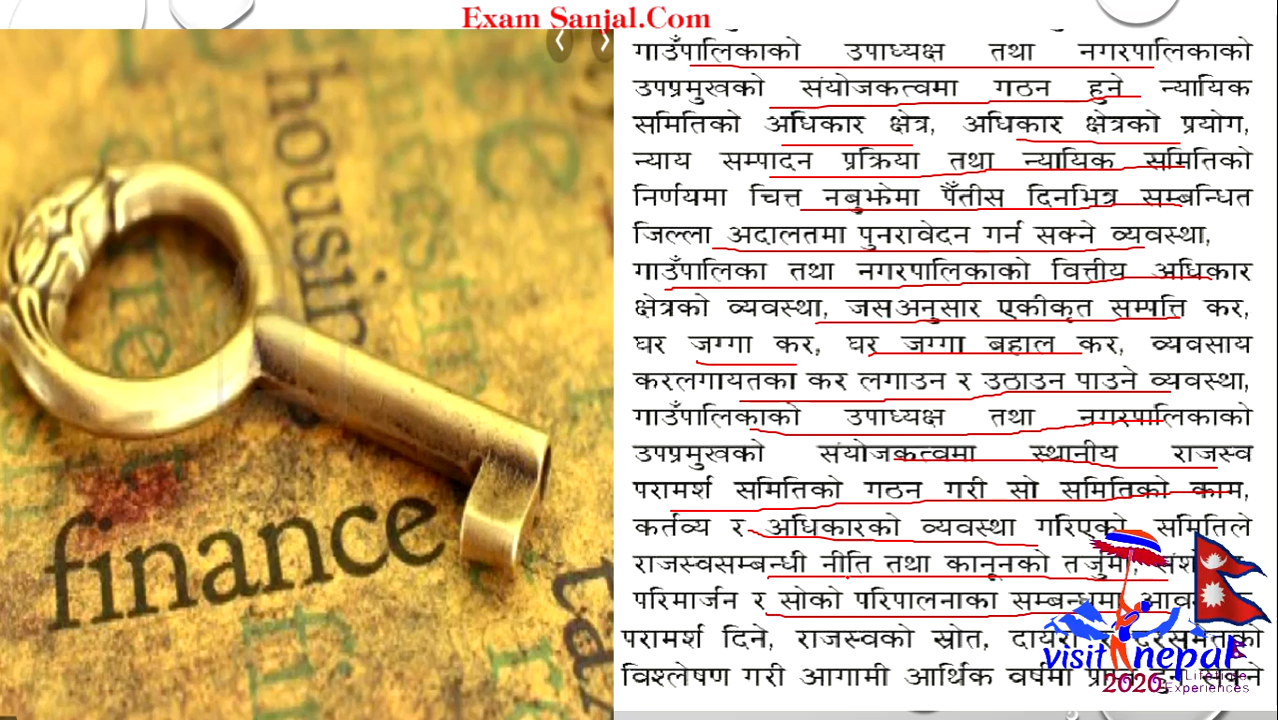 Exam Sanjal.Com
housing
finance
गाउँपालिकाको उपाध्यक्ष तथा नगरपालिकाको
उपप्रमुखको संयोजकत्वमा गठन हुने न्यायिक
समितिको अधिकार क्षेत्र, अधिकार क्षेत्रको प्रयोग,
न्याय सम्पादन प्रक्रिया तथा न्यायिक समितिको
निर्णयमा चित्त नबुझेमा पैँतीस दिनभित्र सम्बन्धित
जिल्ला अदालतमा पुनरावेदन गर्न सक्ने व्यवस्था,
गाउँपालिका तथा नगरपालिकाको वित्तीय अधिकार
क्षेत्रको व्यवस्था, जसअनुसार एकीकृत सम्पत्ति कर,
घर जग्गा कर, घर जग्गा बहाल कर, व्यवसाय
करलगायतका कर लगाउन र उठाउन पाउने व्यवस्था,
गाउँपालिकाको उपाध्यक्ष तथा नगरपालिकाको
उपप्रमुखको संयोजकत्वमा स्थानीय राजस्व
परामर्श समितिको गठन गरी सो समितिको काम,
कर्तव्य र अधिकारको व्यवस्था गरिएको समितिले
राजस्वसम्बन्धी नीति तथा कानूनको तर्जुमा,
परिमार्जन र सोको परिपालनाका सम्बन्धमा
परामर्श दिने, राजस्वको स्रोत, दायरा
विश्लेषण गरी आगामी आर्थिक वर्षमा
visit nepal
2020 Lifetime
Experiences